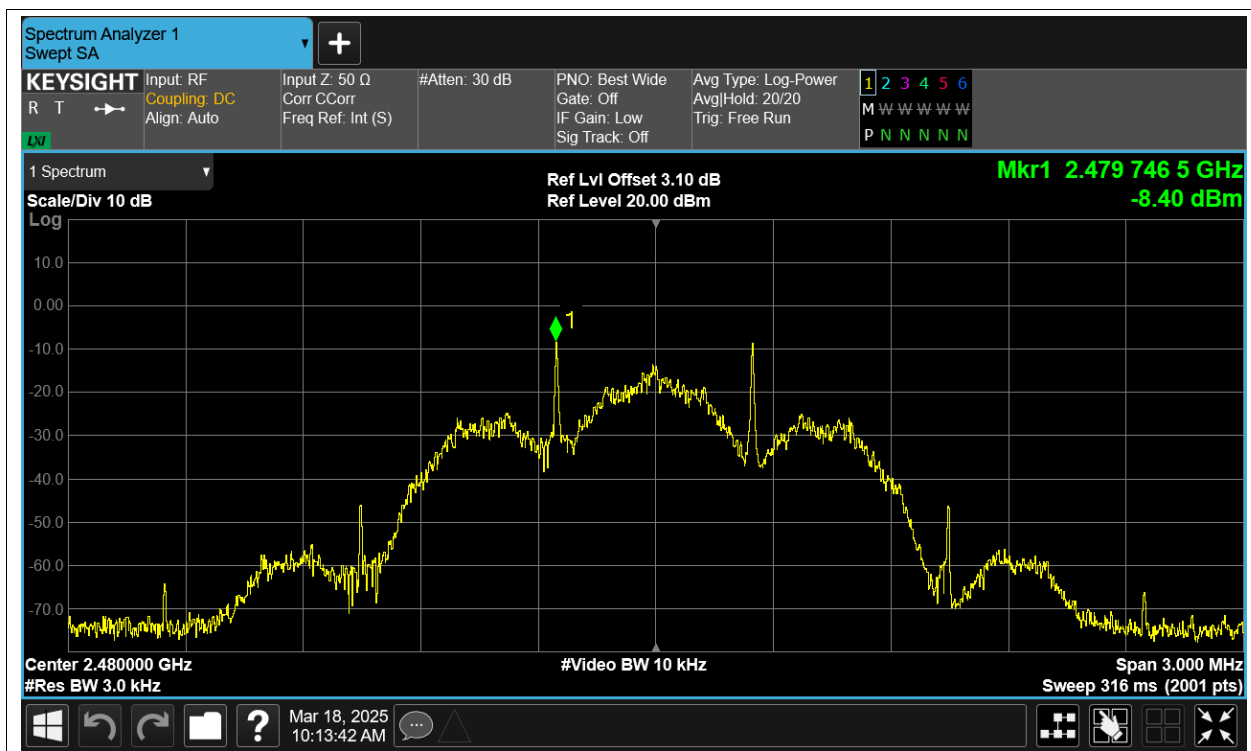 Spectrum Analyzer 1
Swept SA
KEYSIGHT
R T
LXI
Input: RF
Coupling: DC
Align: Auto
Input Z: 50 Ω
Corr CCorr
Freq Ref: Int (S)
#Atten: 30 dB
PNO: Best Wide
Gate: Off
IF Gain: Low
Sig Track: Off
Avg Type: Log-Power
Avg|Hold: 20/20
Trig: Free Run
1 2 3 4 5 6
M W W W W W
P N N N N N
1 Spectrum
Scale/Div 10 dB
Ref Lvl Offset 3.10 dB
Ref Level 20.00 dBm
Mkr1 2.479 746 5 GHz
-8.40 dBm
Log
10.0
0.00
1
-10.0
-20.0
-30.0
-40.0
-50.0
-60.0
-70.0
Center 2.480000 GHz
#Video BW 10 kHz
Span 3.000 MHz
#Res BW 3.0 kHz
Sweep 316 ms (2001 pts)
?
Mar 18, 2025
10:13:42 AM